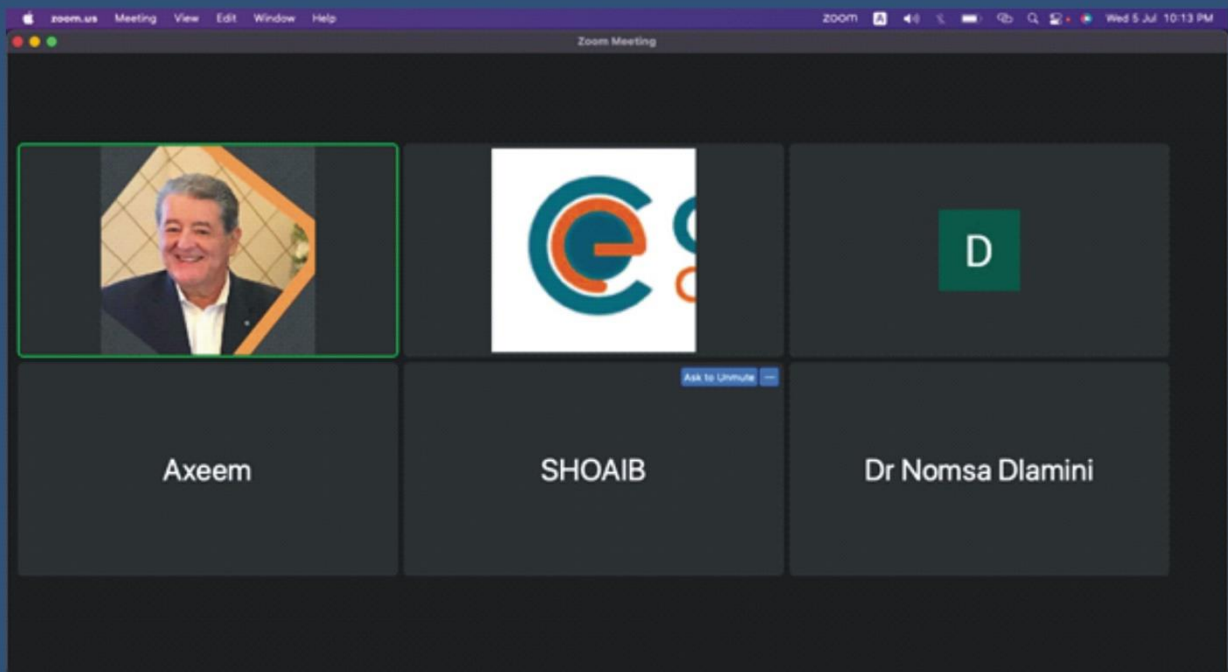 zoom.us Meeting View Edit Window Help zoom A Wed 5 Jul 10:13 PM
Zoom Meeting
D
Ask to Unmute
Axeem
SHOAIB
Dr Nomsa Dlamini